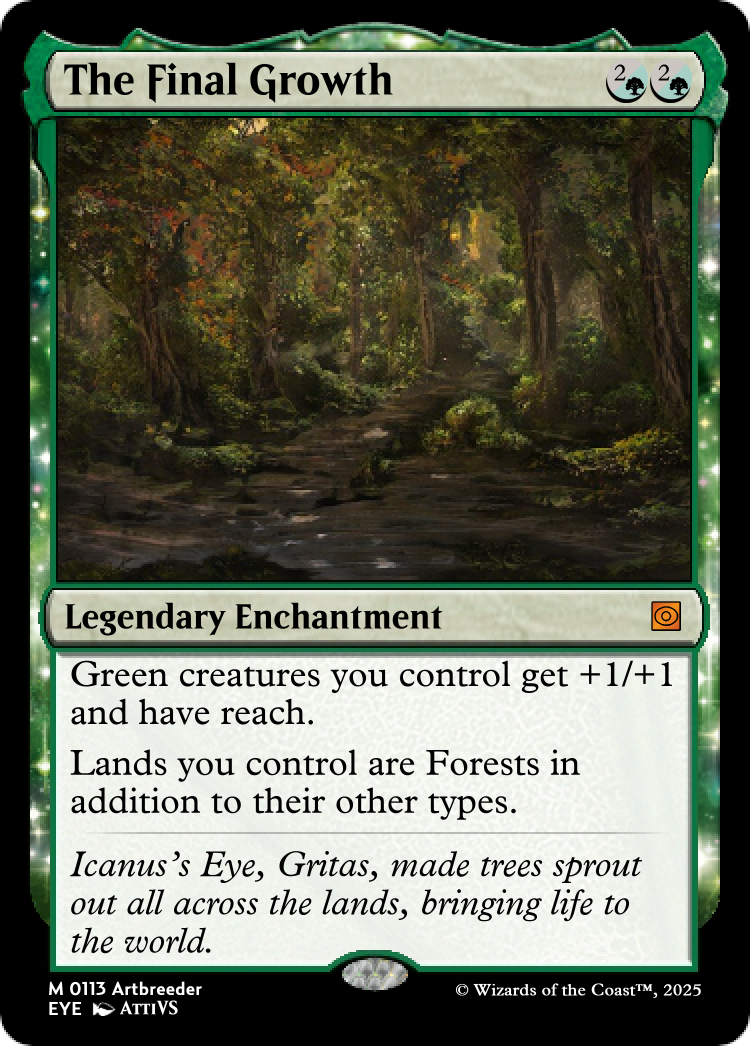 The Final Growth 2 2
Legendary Enchantment
Green creatures you control get +1/+1
and have reach.
Lands you control are Forests in
addition to their other types.
Icanus's Eye, Gritas, made trees sprout
out all across the lands, bringing life to
the world.
M 0113 Artbreeder
EYE AttiVS
© Wizards of the Coast™, 2025